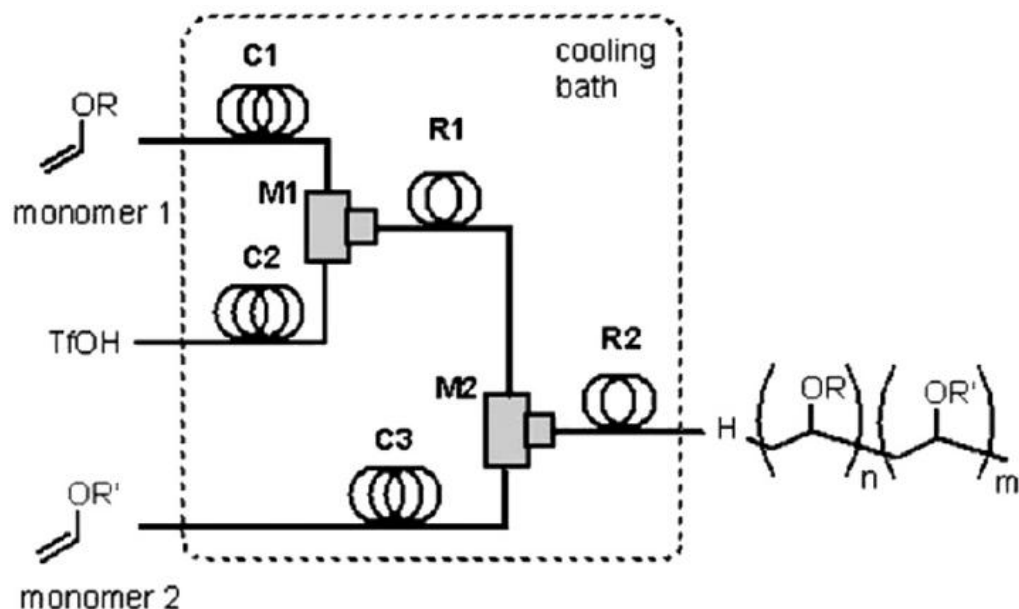 cooling
bath
C1
OR
R1
monomer 1
M1
C2
TfOH
R2
M2
C3
H
OR
n
OR'
m
OR'
monomer 2